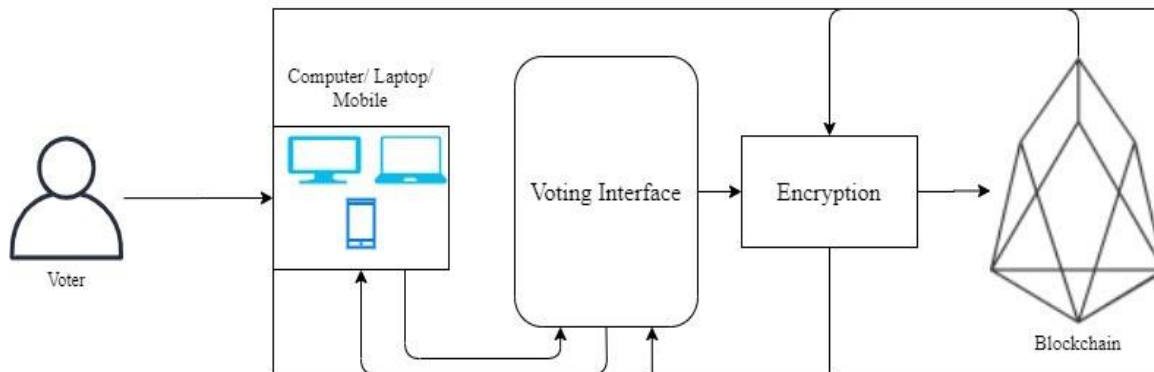 Computer/ Laptop/
Mobile
Voter
Voting Interface
Encryption
Blockchain